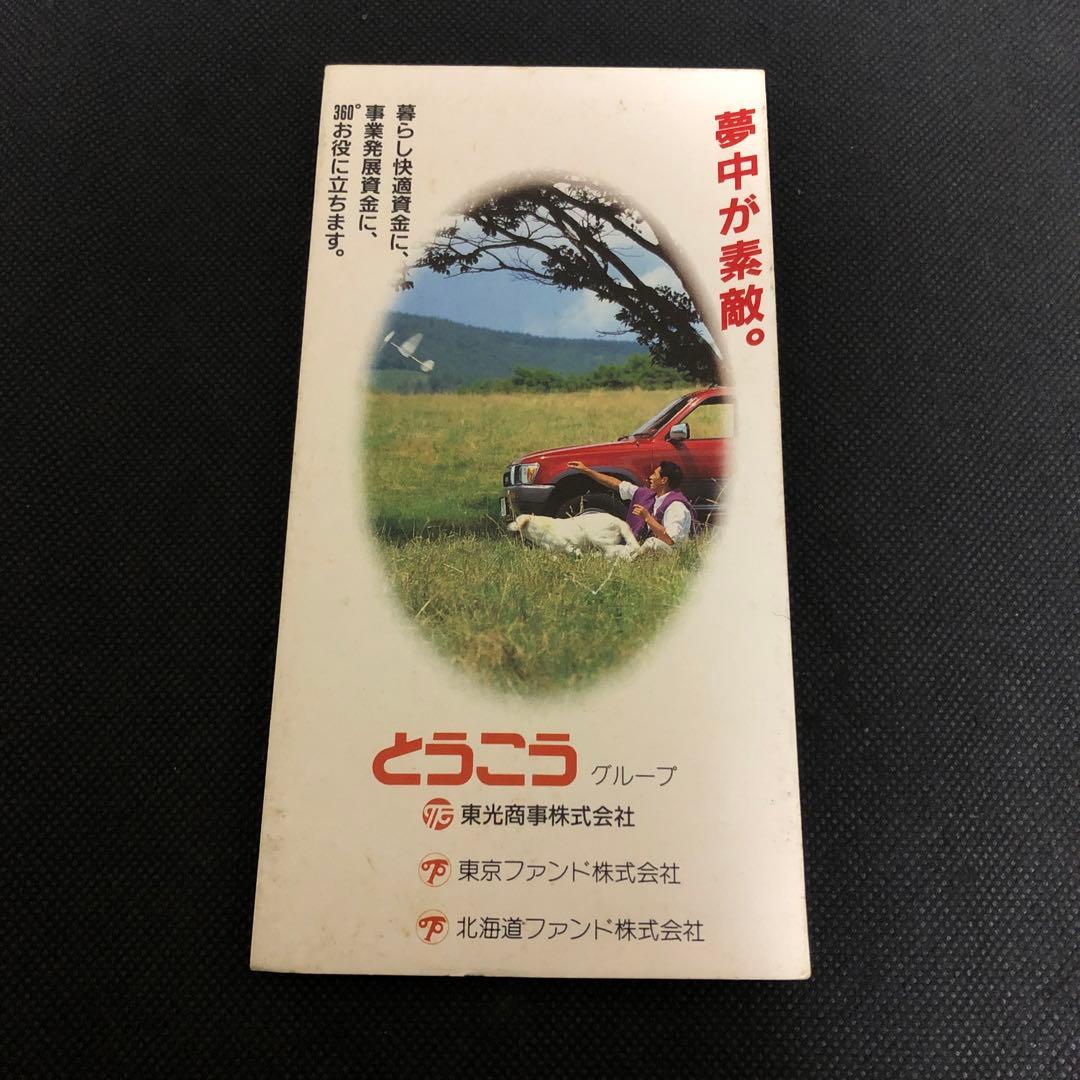 夢中が素敵。
暮らし快適資金に、
事業発展資金に、
360°お役に立ちます。
とうこう グループ
東光商事株式会社
東京ファンド株式会社
北海道ファンド株式会社